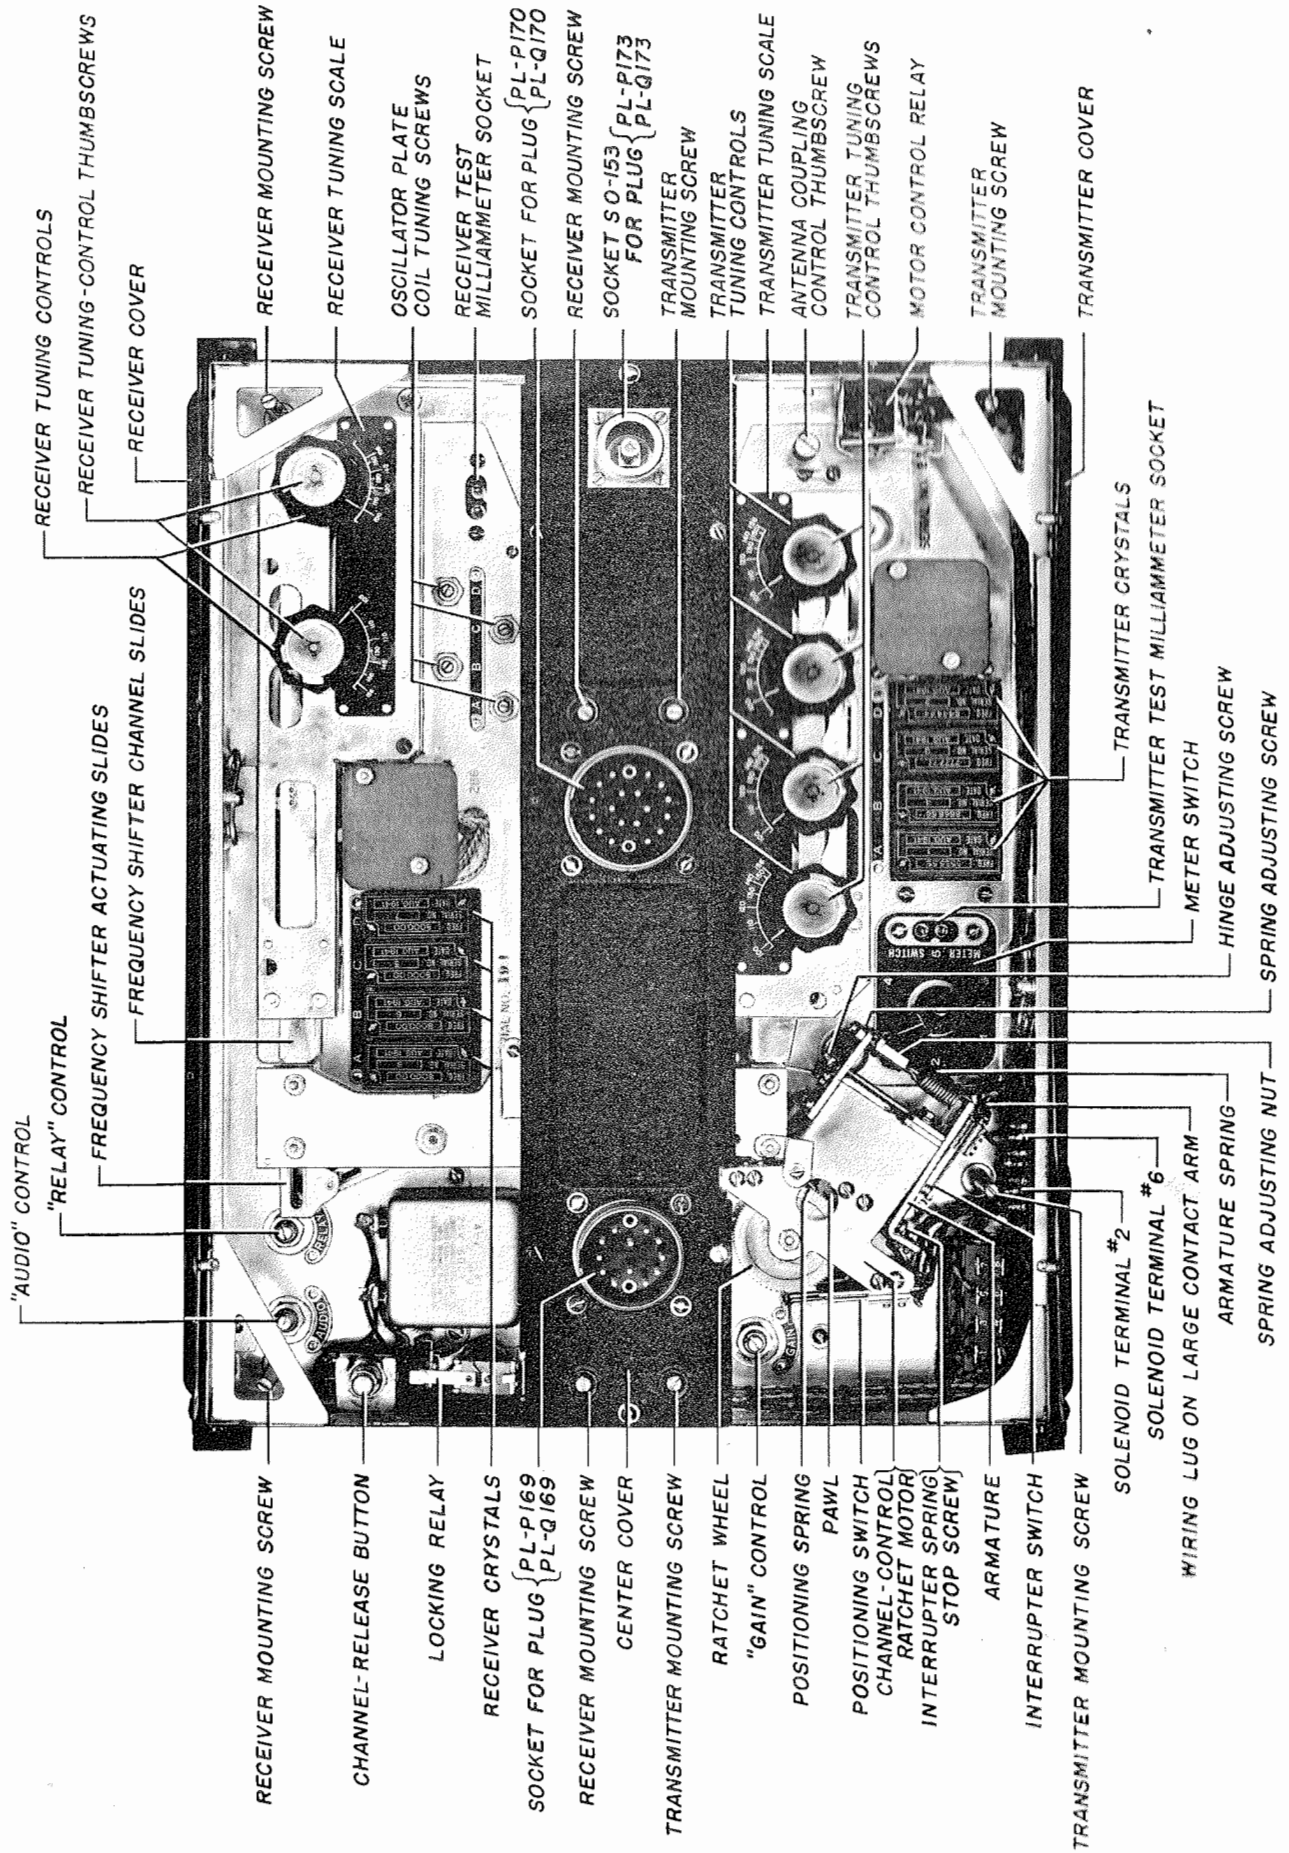 "AUDIO" CONTROL
"RELAY" CONTROL
FREQUENCY SHIFTER ACTUATING SLIDES
FREQUENCY SHIFTER CHANNEL SLIDES
RECEIVER TUNING CONTROLS
RECEIVER TUNING-CONTROL THUMBSCREWS
RECEIVER COVER
RECEIVER MOUNTING SCREW
RECEIVER TUNING SCALE
OSCILLATOR PLATE
COIL TUNING SCREWS
RECEIVER TEST
MILLIAMMETER SOCKET
SOCKET FOR PLUG {PL-P170
PL-Q170
RECEIVER MOUNTING SCREW
SOCKET SO-153
FOR PLUG {PL-P173
PL-Q173
TRANSMITTER
MOUNTING SCREW
TRANSMITTER
TUNING CONTROLS
TRANSMITTER TUNING SCALE
ANTENNA COUPLING
CONTROL THUMBSCREW
TRANSMITTER TUNING
CONTROL THUMBSCREWS
MOTOR CONTROL RELAY
TRANSMITTER
MOUNTING SCREW
TRANSMITTER COVER
RECEIVER MOUNTING SCREW
CHANNEL-RELEASE BUTTON
LOCKING RELAY
RECEIVER CRYSTALS
SOCKET FOR PLUG {PL-P169
PL-Q169
RECEIVER MOUNTING SCREW
CENTER COVER
TRANSMITTER MOUNTING SCREW
RATCHET WHEEL
"GAIN" CONTROL
POSITIONING SPRING
PAWL
POSITIONING SWITCH
CHANNEL-CONTROL}
RATCHET MOTOR
INTERRUPTER SPRING}
STOP SCREW
ARMATURE
INTERRUPTER SWITCH
TRANSMITTER MOUNTING SCREW
SOLENOID TERMINAL #2
SOLENOID TERMINAL #6
WIRING LUG ON LARGE CONTACT ARM
ARMATURE SPRING
SPRING ADJUSTING NUT
TRANSMITTER CRYSTALS
TRANSMITTER TEST MILLIAMMETER SOCKET
METER SWITCH
HINGE ADJUSTING SCREW
SPRING ADJUSTING SCREW
AUDIO
RELAY
A
B
C
A
B
C
D
GAIN
METER SWITCH
A
B
C
D